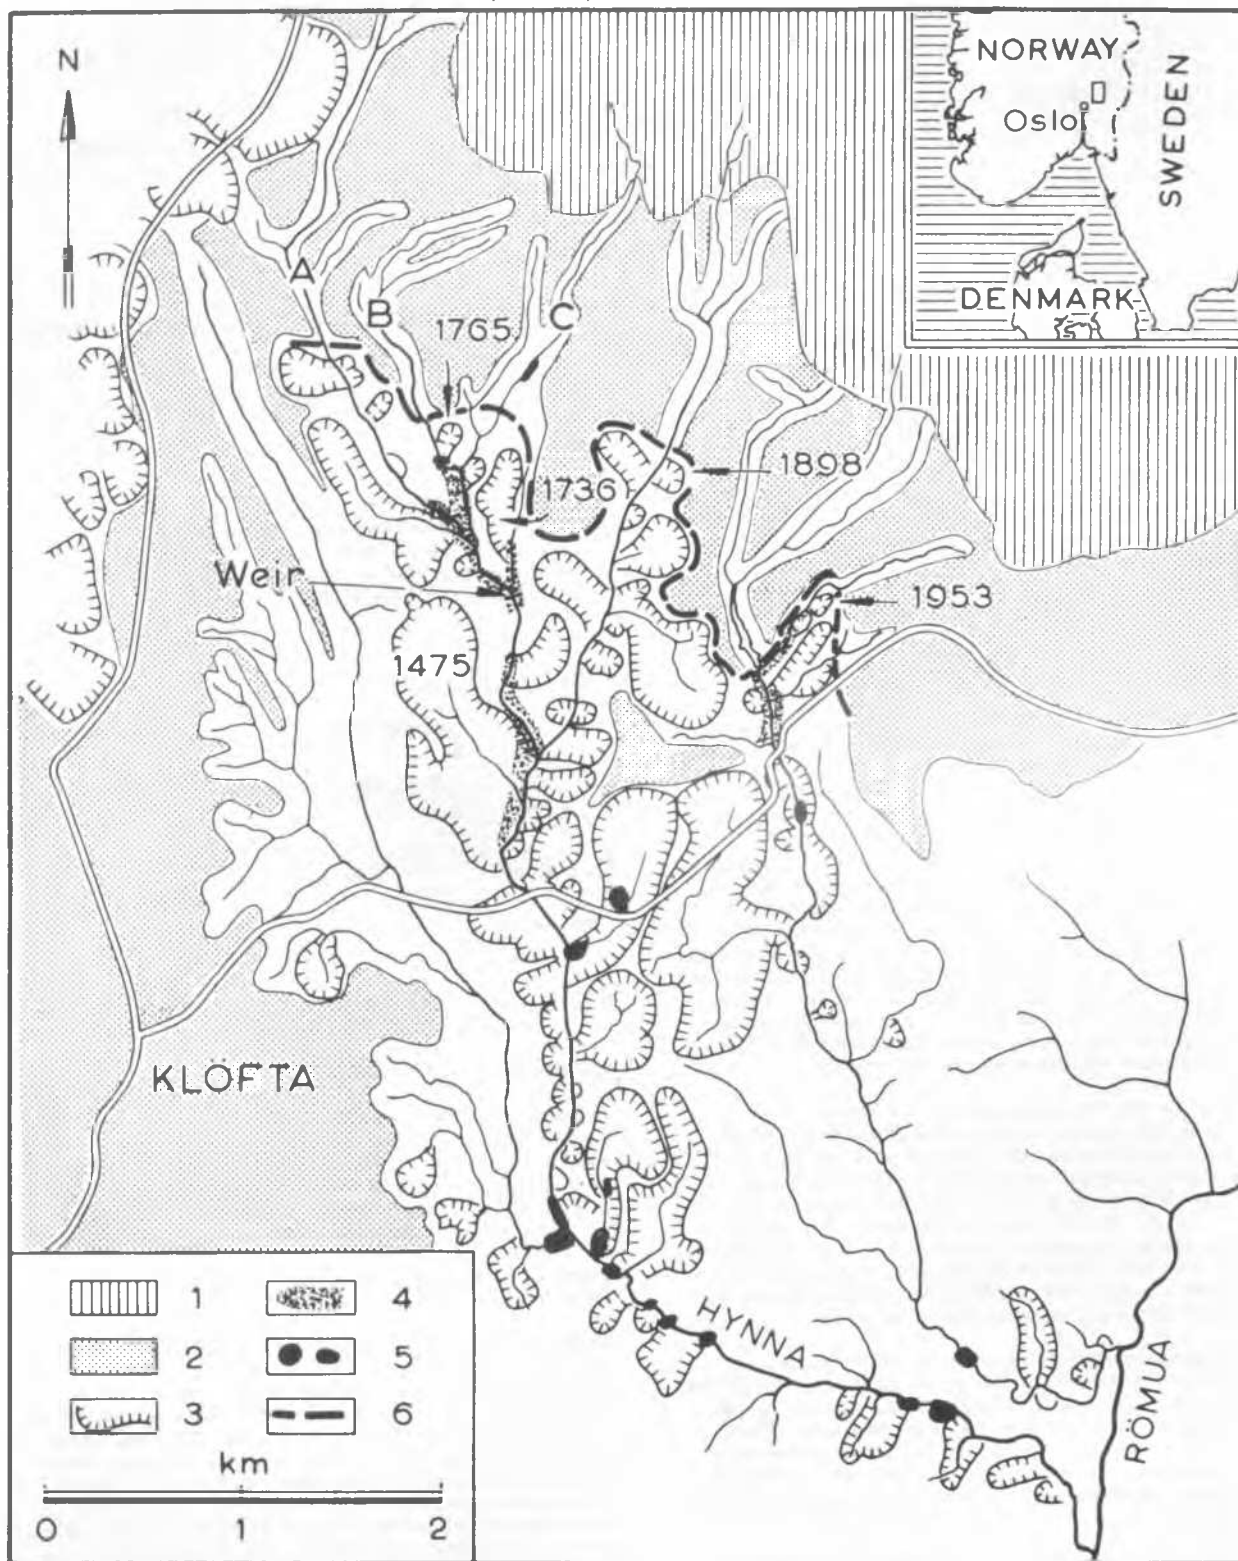 N
NORWAY
Oslo
SWEDEN
DENMARK
A
B
C
1765
1736
1898
Weir
1953
1475
KLÖFTA
HYNNA
RÖMUA
1
4
2
5
3
6
km
0 1 2